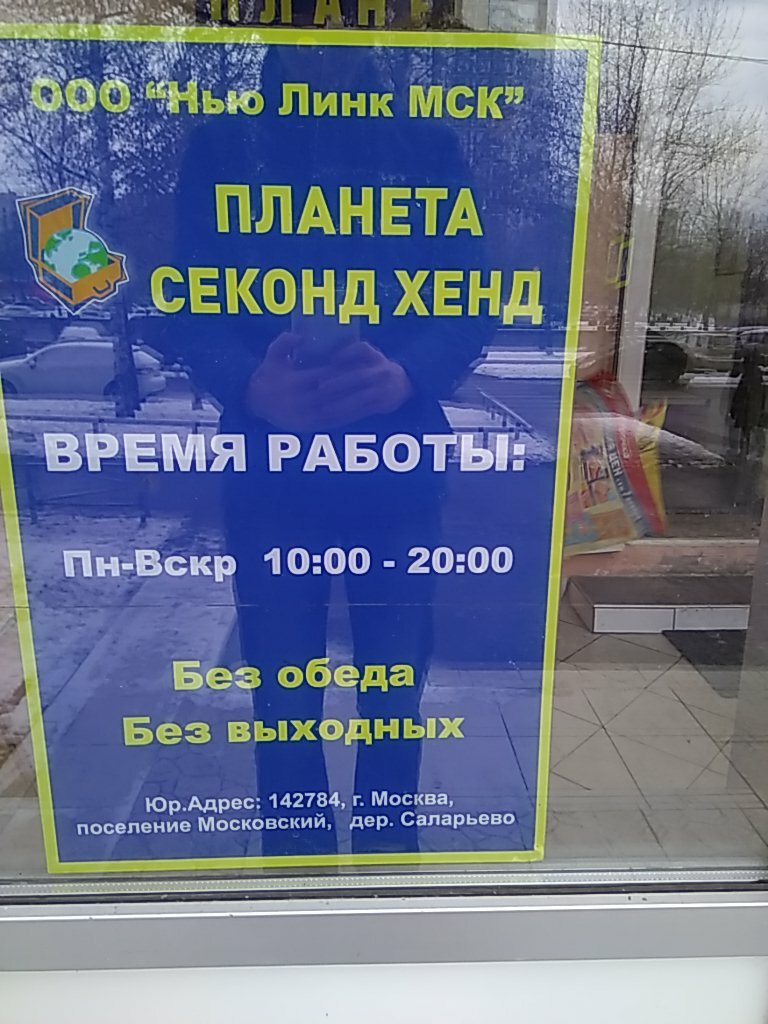 ООО “Нью Линк МСК”
ПЛАНЕТА
СЕКОНД ХЕНД
ВРЕМЯ РАБОТЫ:
Пн-Вскр 10:00 - 20:00
Без обеда
Без выходных
Юр.Адрес: 142784, г. Москва,
поселение Московский, дер. Саларьево